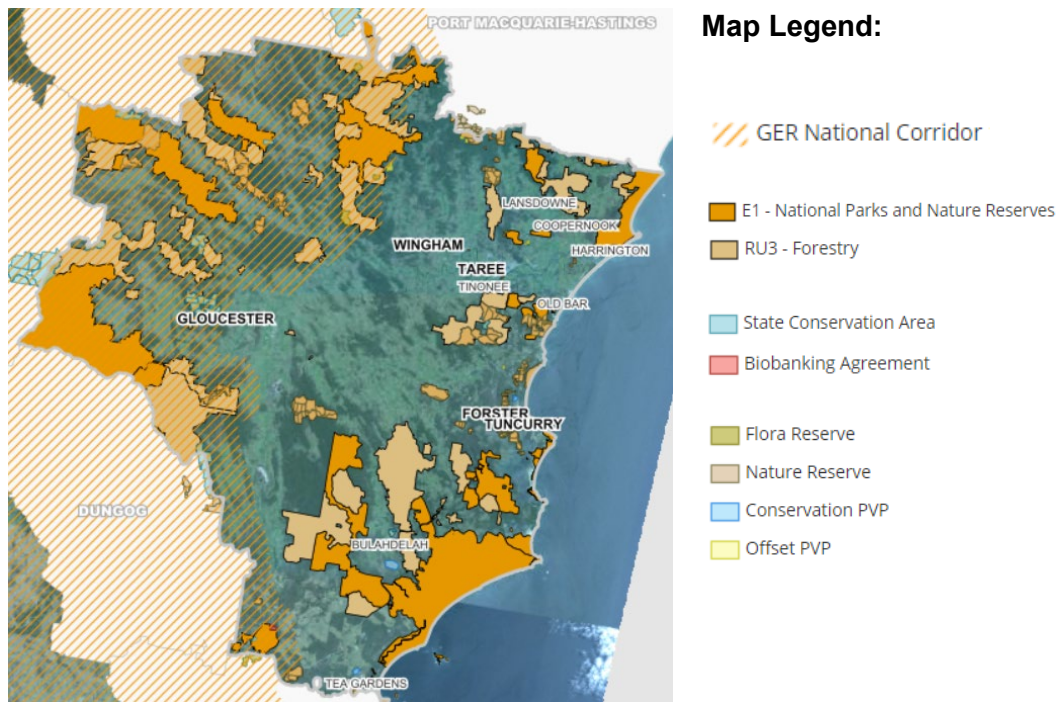 PORT MACQUARIE-HASTINGS
LANSDOWNE
COOPERNOOK
WINGHAM
HARRINGTON
TAREE
TINONEE
OLD BAR
GLOUCESTER
FORSTER
TUNCURRY
DUNGOG
BULAHDELAH
TEA GARDENS
Map Legend:
GER National Corridor
E1 - National Parks and Nature Reserves
RU3 - Forestry
State Conservation Area
Biobanking Agreement
Flora Reserve
Nature Reserve
Conservation PVP
Offset PVP